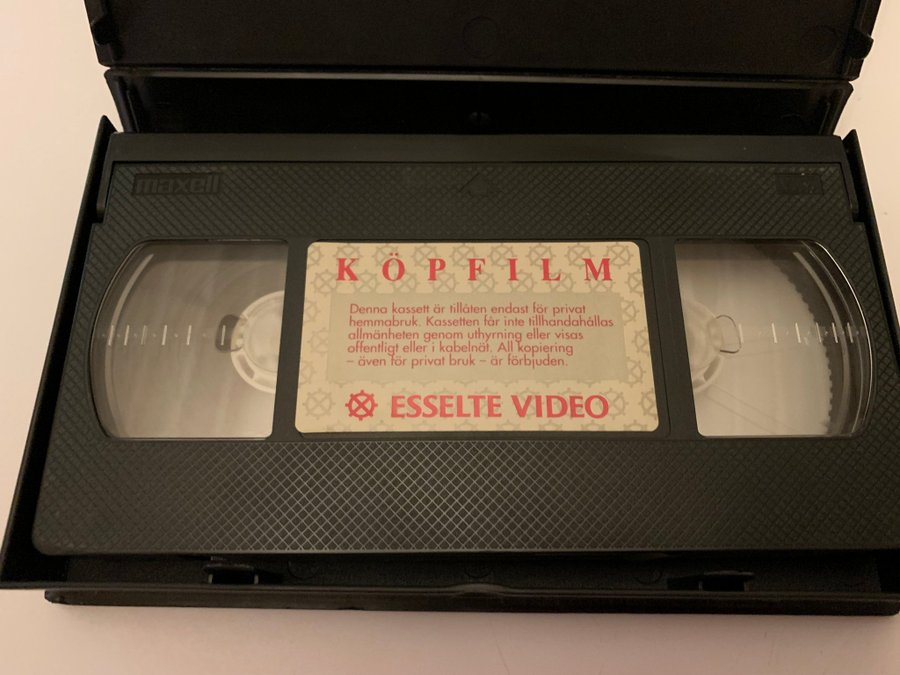 maxell
KÖPFILM
Denna kassett är tillåten endast för privat
hemmabruk. Kassetten får inte tillhandahållas
allmänheten genom uthyrning eller visas
offentligt eller i kabelnät. All kopiering
– även för privat bruk – är förbjuden.
ESSELTE VIDEO